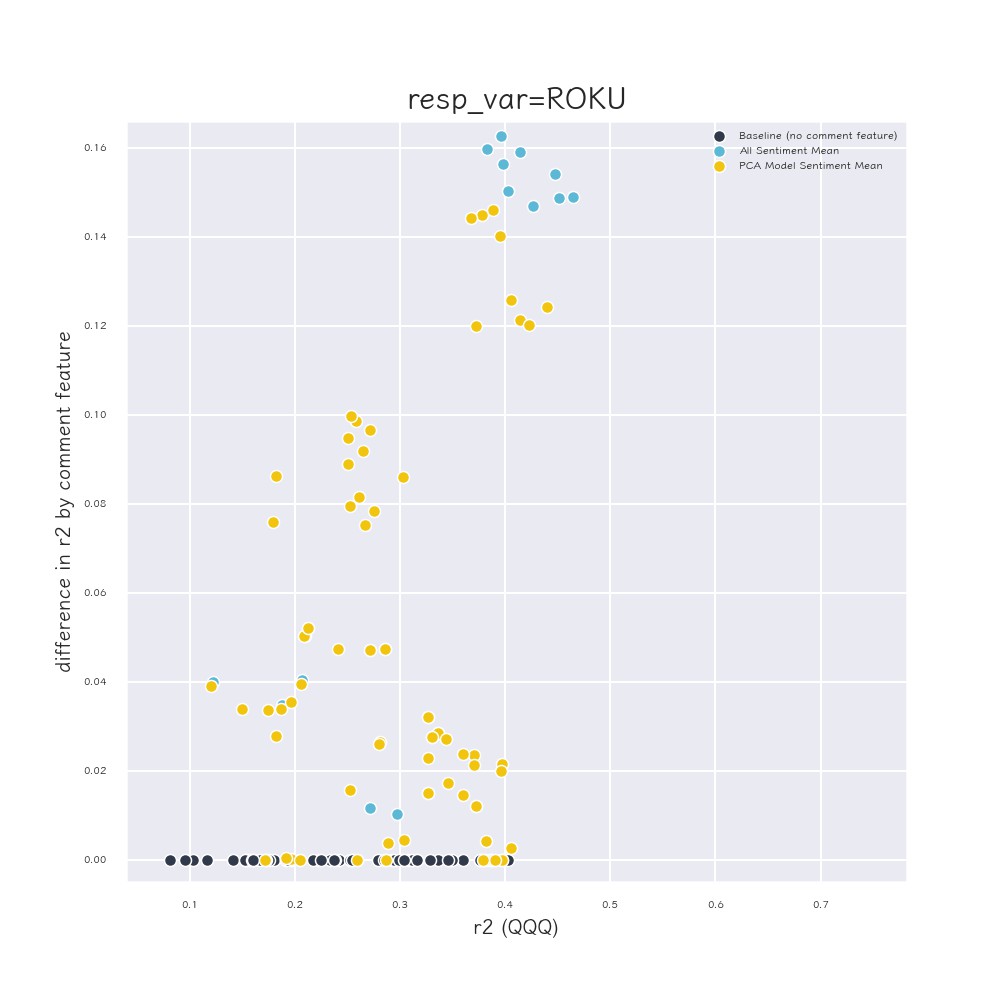 resp_var=ROKU
Baseline (no comment feature)
All Sentiment Mean
PCA Model Sentiment Mean
difference in r2 by comment feature
0.16
0.14
0.12
0.10
0.08
0.06
0.04
0.02
0.00
0.1 0.2 0.3 0.4 0.5 0.6 0.7
r2 (QQQ)